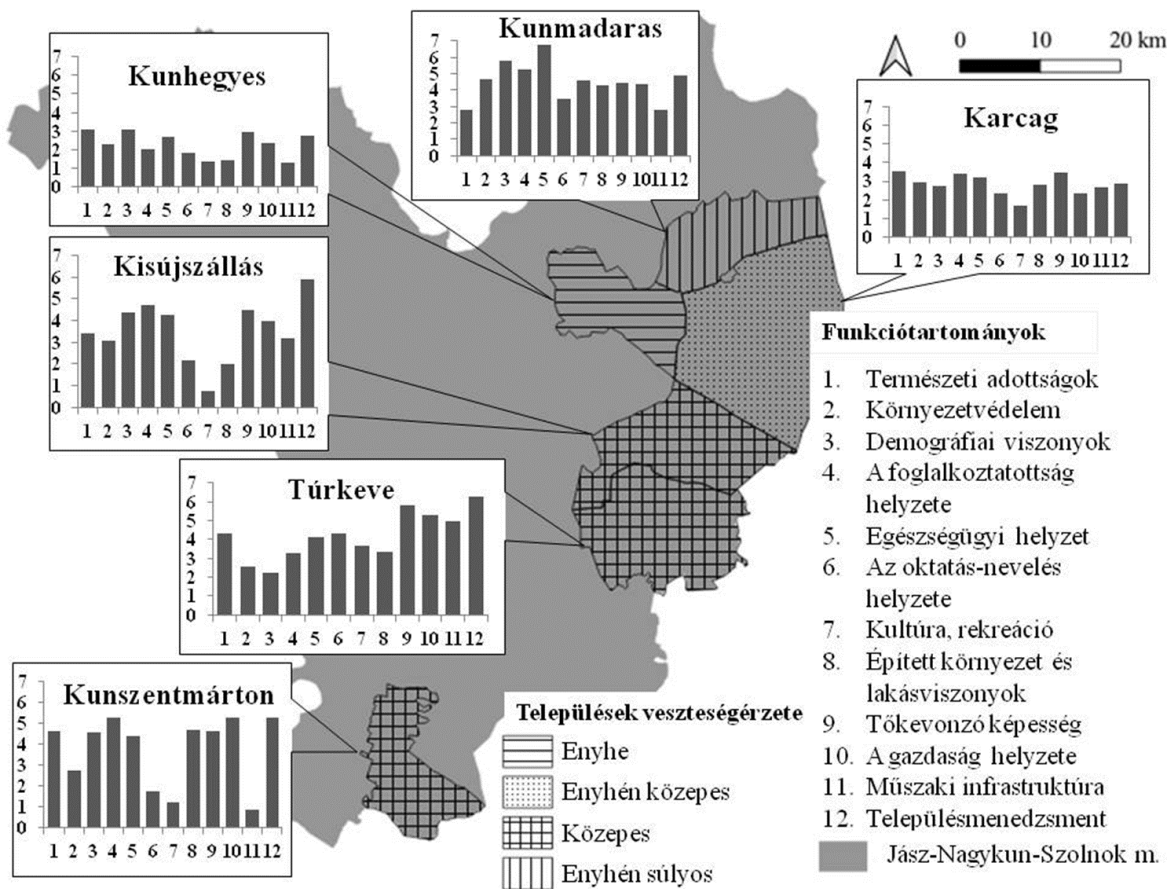 Kunhegyes
7
6
5
4
3
2
1
0
1 2 3 4 5 6 7 8 9 10 11 12
Kunmadaras
7
6
5
4
3
2
1
0
1 2 3 4 5 6 7 8 9 10 11 12
0 10 20 km
Karcag
7
6
5
4
3
2
1
0
1 2 3 4 5 6 7 8 9 10 11 12
Kisújszállás
7
6
5
4
3
2
1
0
1 2 3 4 5 6 7 8 9 10 11 12
Túrkeve
7
6
5
4
3
2
1
0
1 2 3 4 5 6 7 8 9 10 11 12
Kunszentmárton
7
6
5
4
3
2
1
0
1 2 3 4 5 6 7 8 9 10 11 12
Települések veszteségérzete
Enyhe
Enyhén közepes
Közepes
Enyhén súlyos
Funkciótartományok
1. Természeti adottságok
2. Környezetvédelem
3. Demográfiai viszonyok
4. A foglalkoztatottság
helyzete
5. Egészségügyi helyzet
6. Az oktatás-nevelés
helyzete
7. Kultúra, rekreáció
8. Épített környezet és
lakásviszonyok
9. Tőkevonzó képesség
10. A gazdaság helyzete
11. Műszaki infrastruktúra
12. Településmenedzsment
Jász-Nagykun-Szolnok m.